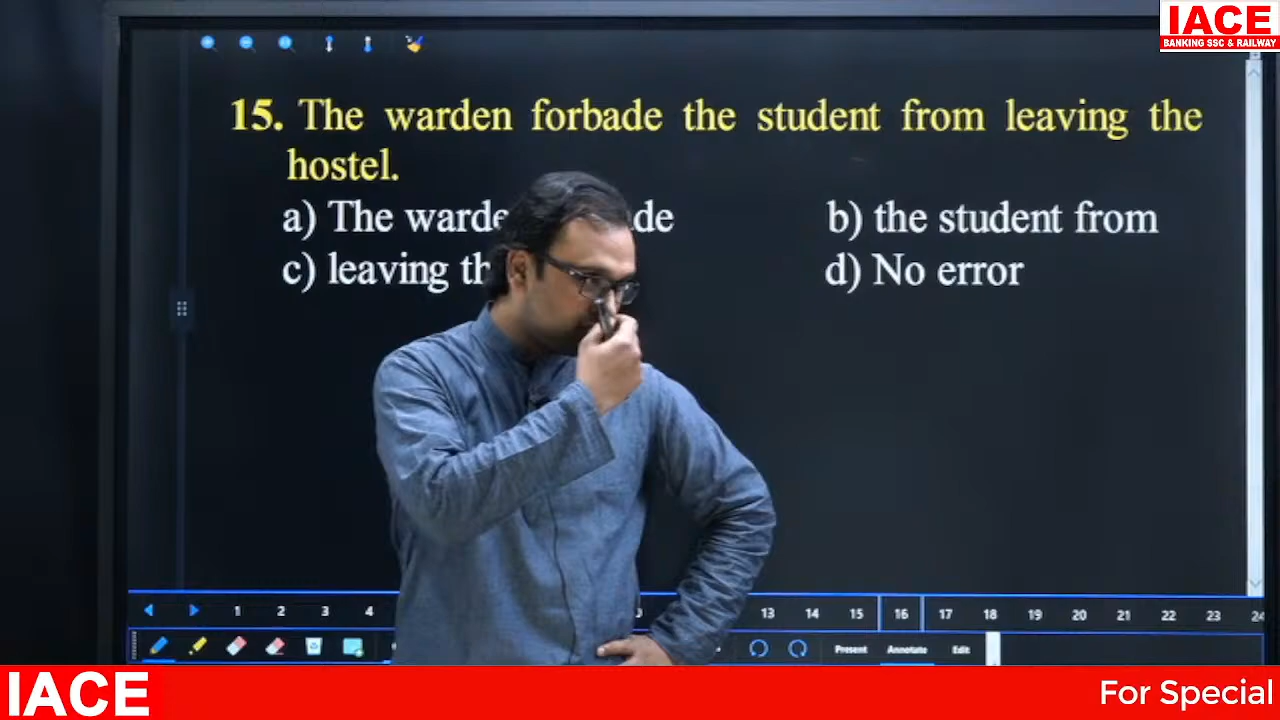 IACE
BANKING SSC & RAILWAY
15. The warden forbade the student from leaving the
hostel.
a) The warde de
b) the student from
c) leaving th
d) No error
1 2 3 4 13 14 15 16 17 18 19 20 21 22 23 24
Present Annotate Edit
IACE
For Special